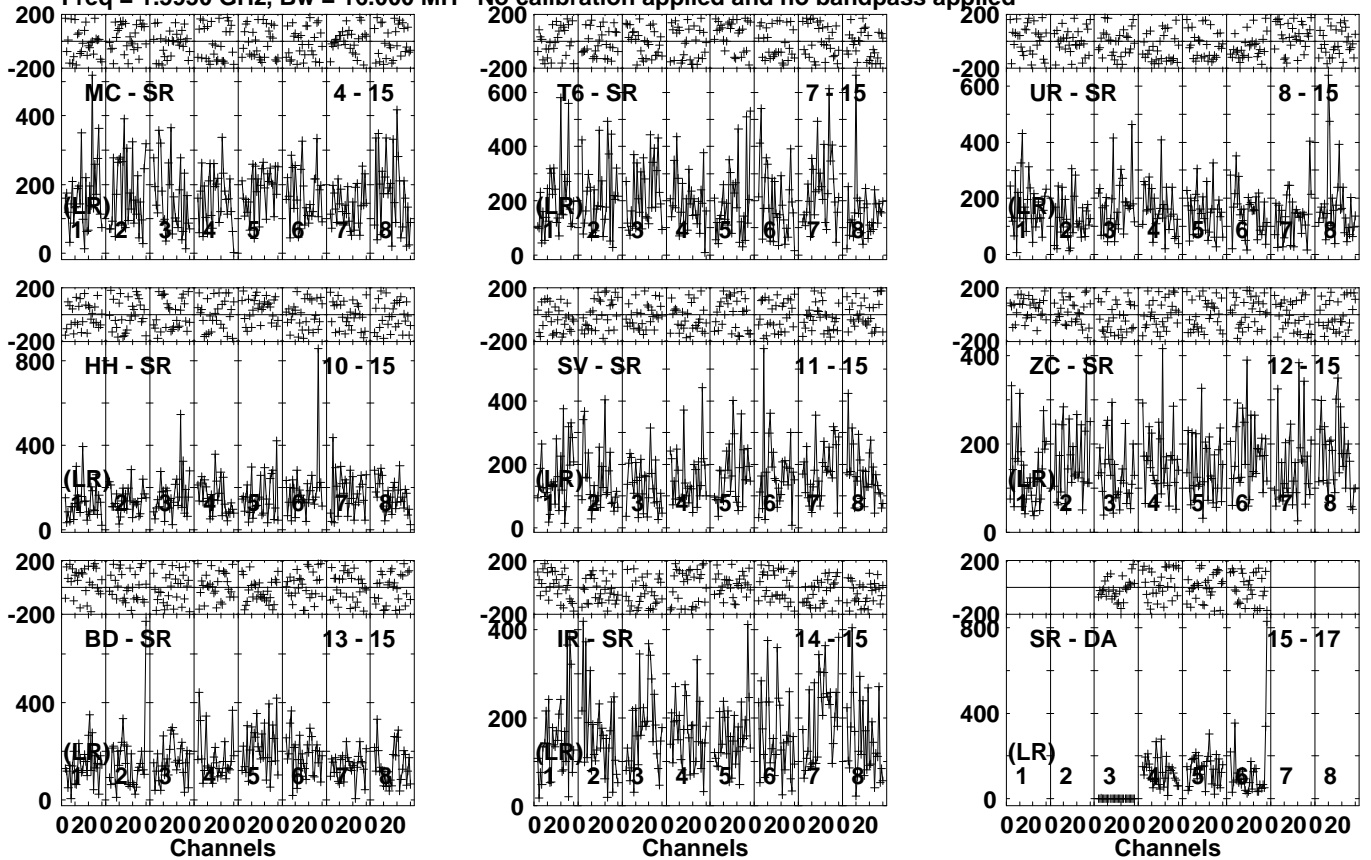 Freq = GHz, Bw = 16.000 MH No calibration applied and no bandpass applied
200 200 200
-200 -200 -200
MC - SR 4 - 15 T6 - SR 7 - 15 UR - SR 8 - 15
400 600 600
200 400 400
0 200 200
0 0
(LR) (LR) (LR)
1 2 3 4 5 6 7 8 1 2 3 4 5 6 7 8 1 2 3 4 5 6 7 8
200 200 200
-200 -200 -200
HH - SR 10 - 15 SV - SR 11 - 15 ZC - SR 12 - 15
800 400 400
400 200 200
0 0 0
(LR) (LR) (LR)
1 2 3 4 5 6 7 8 1 2 3 4 5 6 7 8 1 2 3 4 5 6 7 8
200 200 200
-200 -200 -200
BD - SR 13 - 15 IR - SR 14 - 15 SR - DA 15 - 17
400 400 800
0 200 400
0 0
(LR) (LR) (LR)
1 2 3 4 5 6 7 8 1 2 3 4 5 6 7 8 1 2 3 4 5 6 7 8
0 20 0 20 0 20 0 20 0 20 0 20 0 20 0 20 0 20 0 20 0 20 0 20 0 20 0 20 0 20 0 20 0 20 0 20 0 20 0 20 0 20 0 20 0 20 0 20
Channels Channels Channels